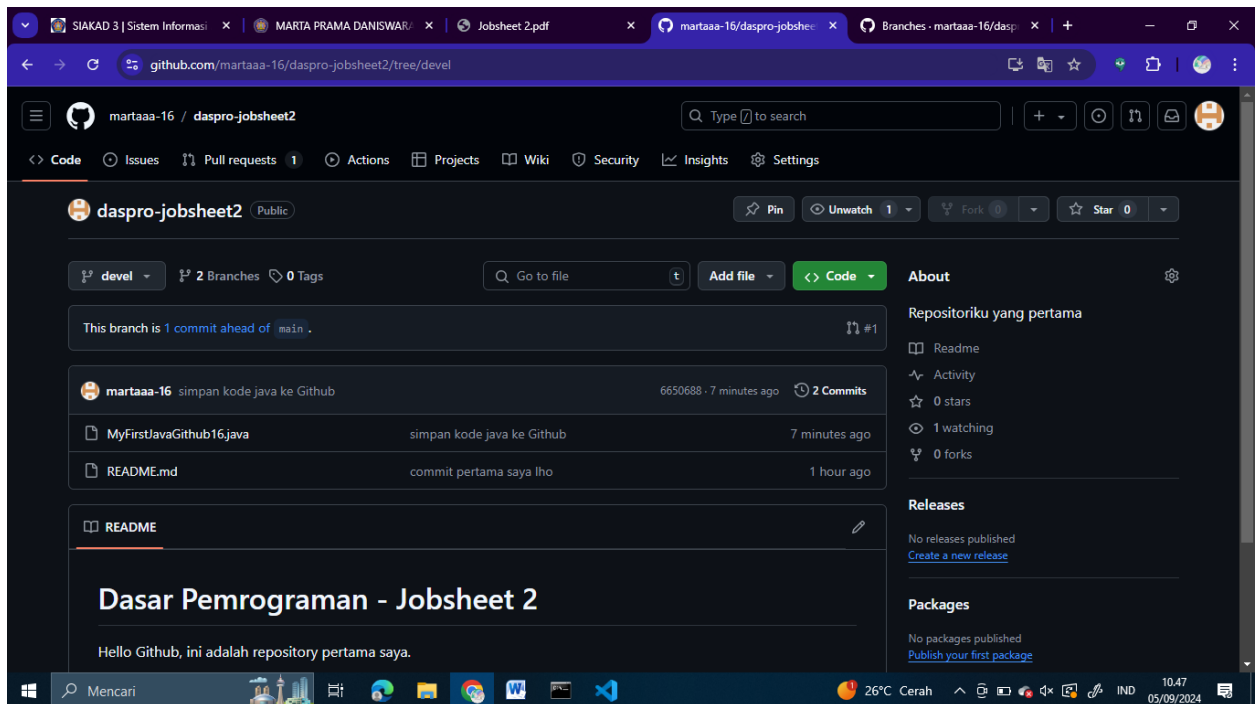 SIAKAD 3 | Sistem Informasi
MARTA PRAMA DANISWARA
Jobsheet 2.pdf
martaaa-16/daspro-jobshee
Branches · martaaa-16/dasp
github.com/martaaa-16/daspro-jobsheet2/tree/devel
martaaa-16 / daspro-jobsheet2
Type / to search
Code Issues Pull requests 1 Actions Projects Wiki Security Insights Settings
daspro-jobsheet2 Public
Pin Unwatch 1 Fork 0 Star 0
devel 2 Branches 0 Tags
Go to file t Add file Code
This branch is 1 commit ahead of main .
#1
martaaa-16 simpan kode java ke Github 6650688 · 7 minutes ago 2 Commits
MyFirstJavaGithub16.java simpan kode java ke Github 7 minutes ago
README.md commit pertama saya lho 1 hour ago
README
Dasar Pemrograman - Jobsheet 2
Hello Github, ini adalah repository pertama saya.
About
Repositoriku yang pertama
Readme
Activity
0 stars
1 watching
0 forks
Releases
No releases published
Create a new release
Packages
No packages published
Publish your first package
Mencari
26°C Cerah
IND
10.47
05/09/2024